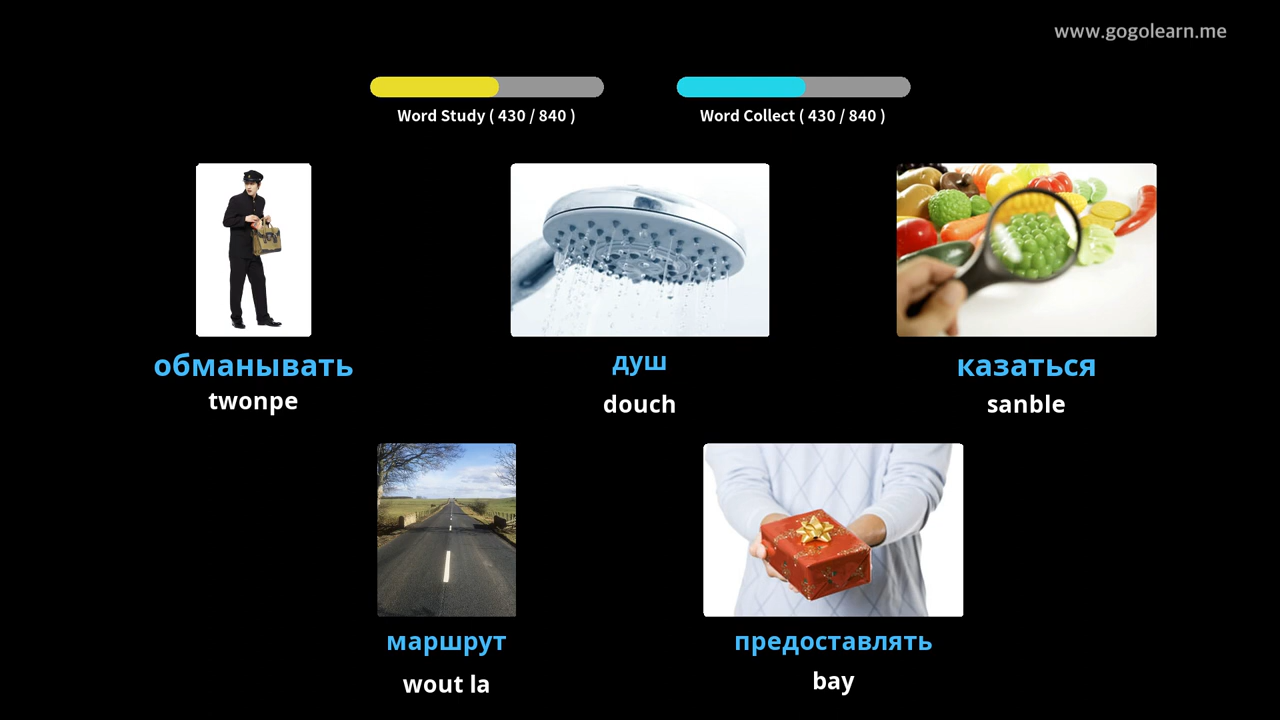 www.gogolearn.me
Word Study ( 430 / 840 )
Word Collect ( 430 / 840 )
обманывать
twonpe
душ
douch
казаться
sanble
маршрут
wout la
предоставлять
bay